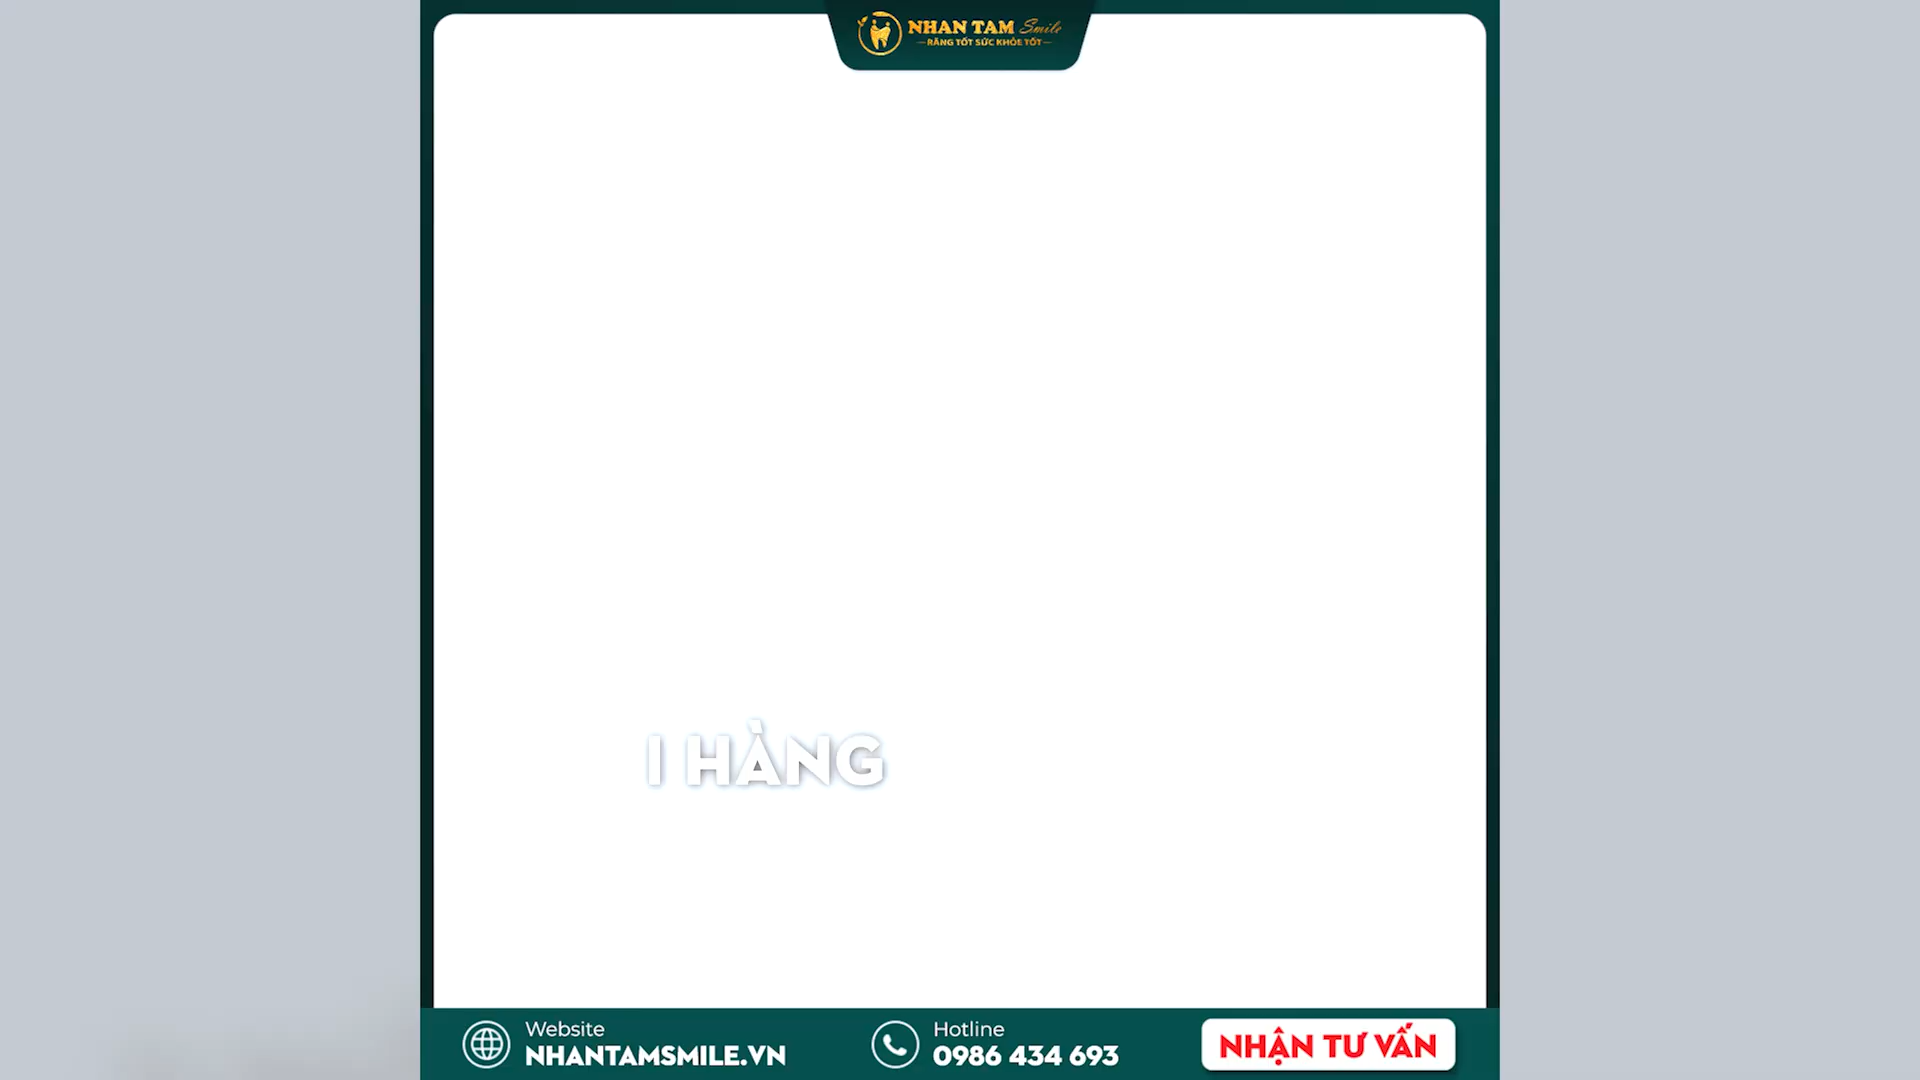 NHAN TAM Smile
RĂNG TỐT SỨC KHỎE TỐT
I HÀNG
Website
NHANTAMSMILE.VN
Hotline
0986 434 693
NHẬN TƯ VẤN